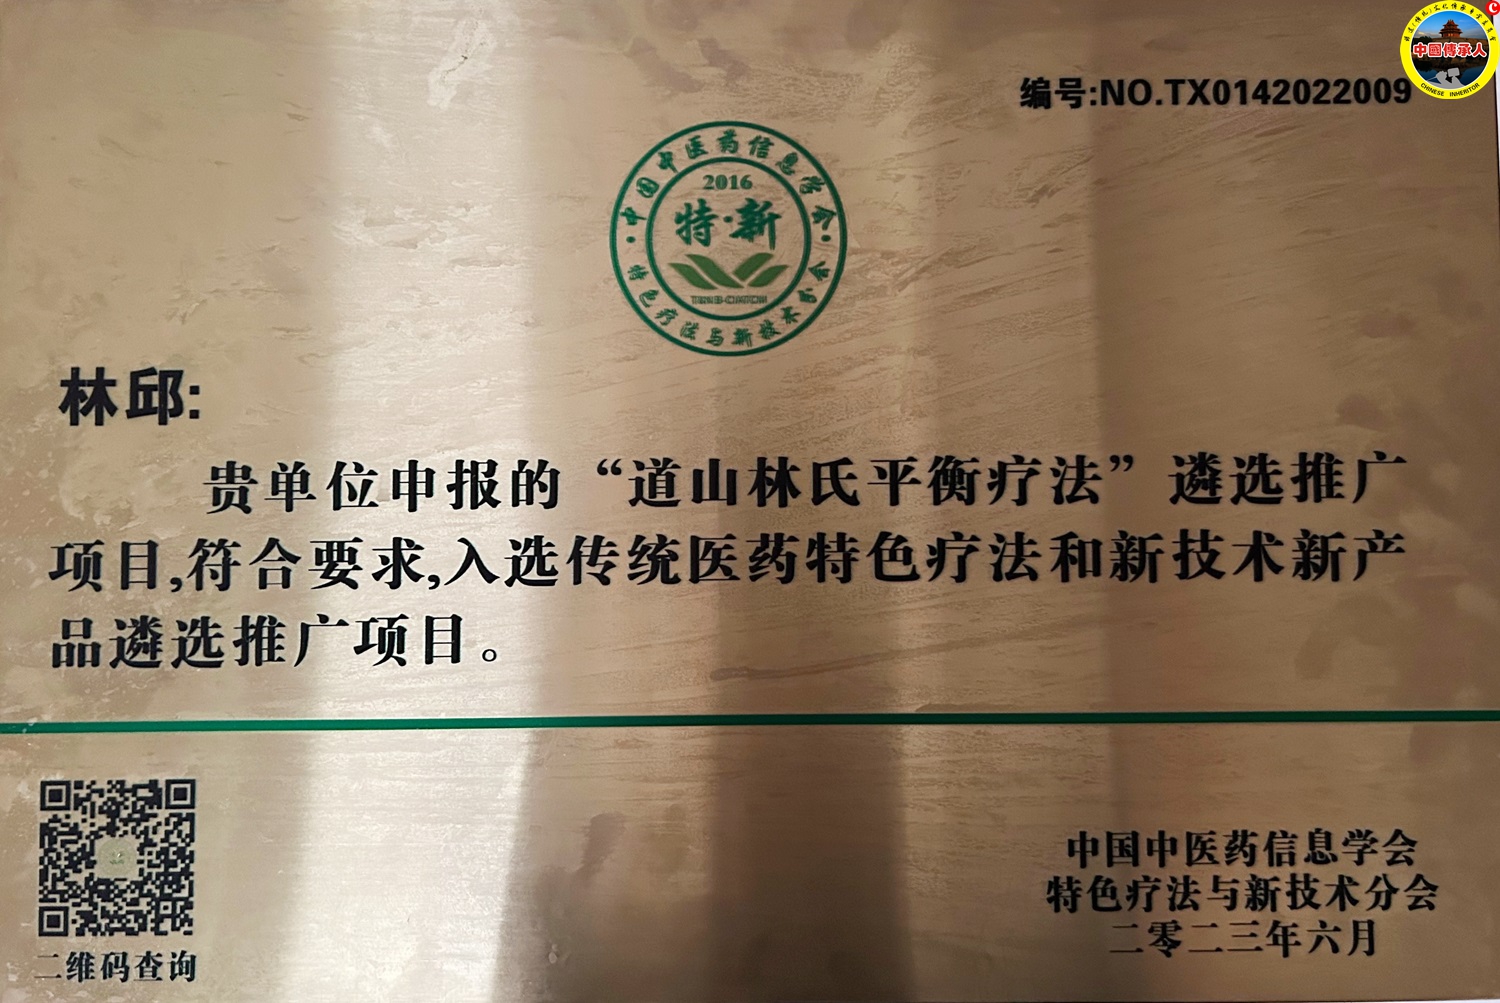 中國傳承人
CHINESE INHERITOR
编号:NO.TX0142022009
中国中医药信息学会
2016
特·新
特色疗法与新技术分会
林邱:
贵单位申报的“道山林氏平衡疗法”遴选推广
项目,符合要求,入选传统医药特色疗法和新技术新产
品遴选推广项目。
二维码查询
中国中医药信息学会
特色疗法与新技术分会
二零二三年六月